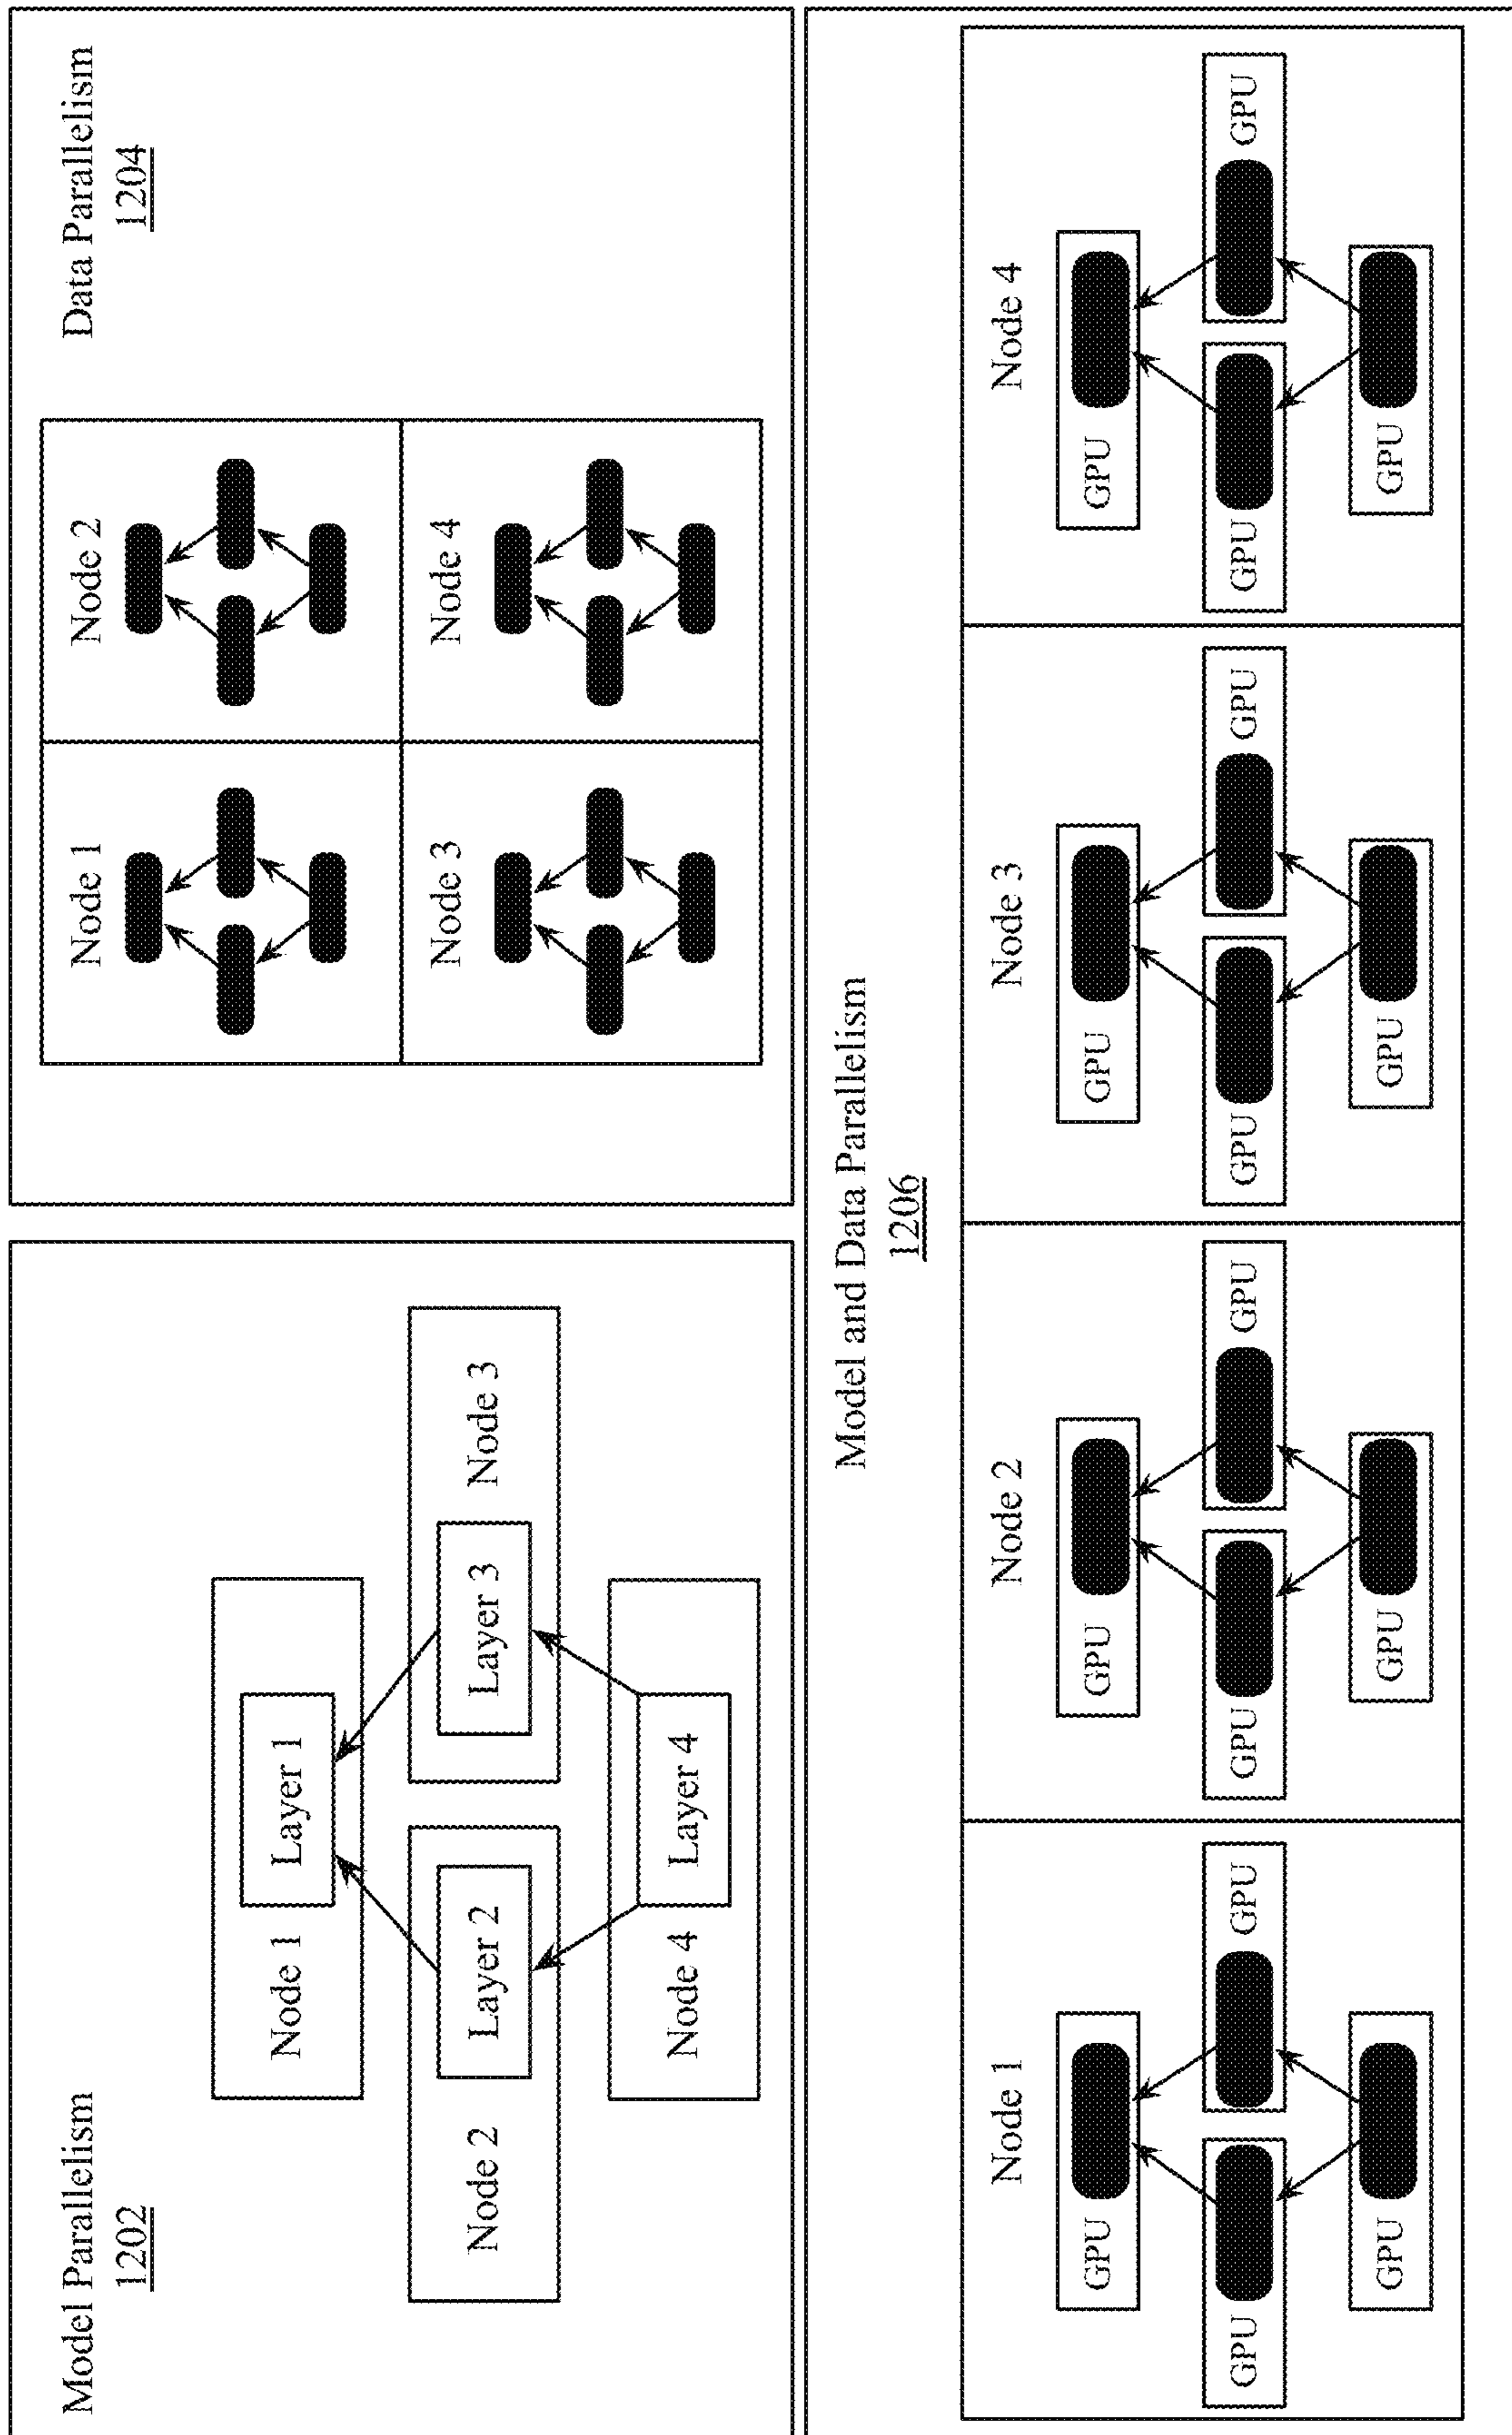 Model Parallelism
1202
Node 1
Layer 1
Node 2
Layer 2
Layer 3
Node 3
Node 4
Layer 4
Data Parallelism
1204
Node 1
Node 2
Node 3
Node 4
Model and Data Parallelism
1206
Node 1
GPU
GPU
GPU
GPU
Node 2
GPU
GPU
GPU
GPU
Node 3
GPU
GPU
GPU
GPU
Node 4
GPU
GPU
GPU
GPU